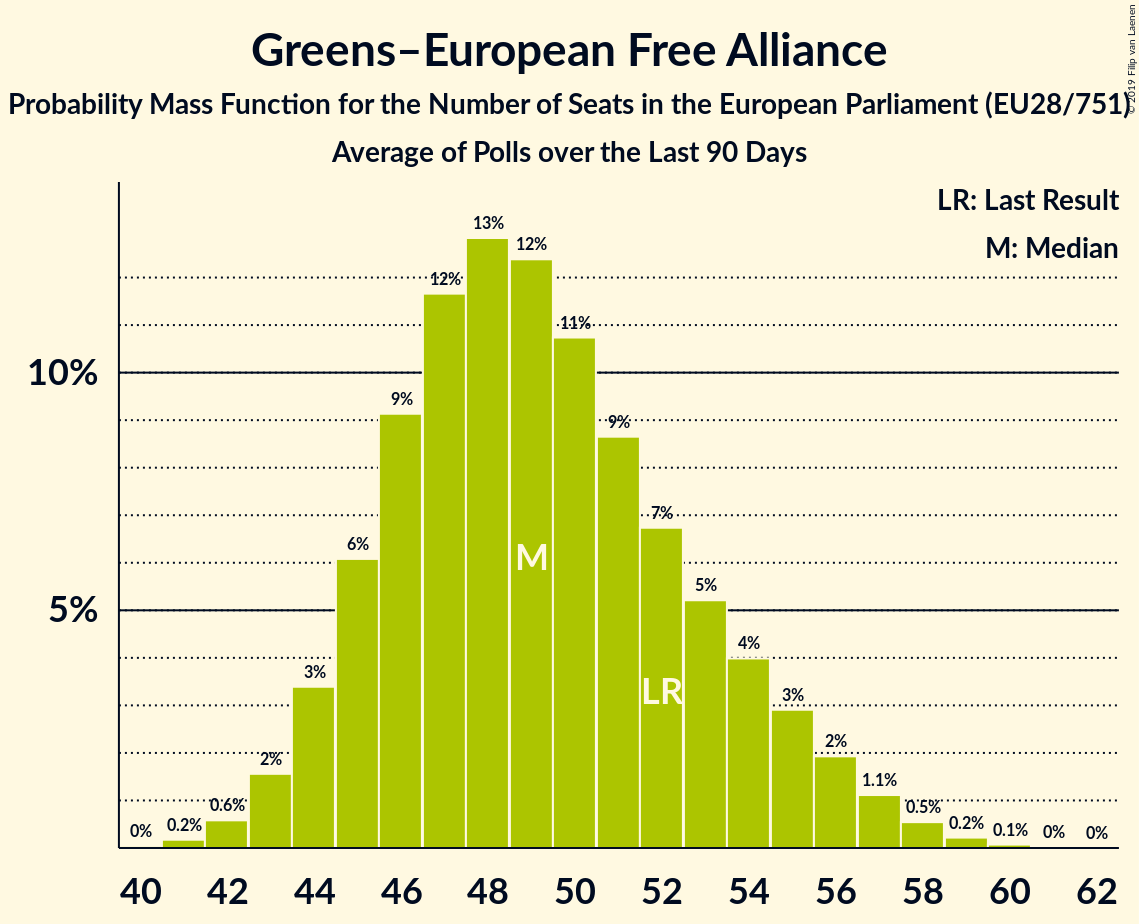 Greens–European Free Alliance
Probability Mass Function for the Number of Seats in the European Parliament (EU28/751)
Average of Polls over the Last 90 Days
© 2019 Filip van Laenen
LR: Last Result
M: Median
10%
5%
0%
0.2%
0.6%
2%
3%
6%
9%
12%
13%
12%
11%
9%
7%
5%
4%
3%
2%
1.1%
0.5%
0.2%
0.1%
0%
0%
M
LR
40 42 44 46 48 50 52 54 56 58 60 62